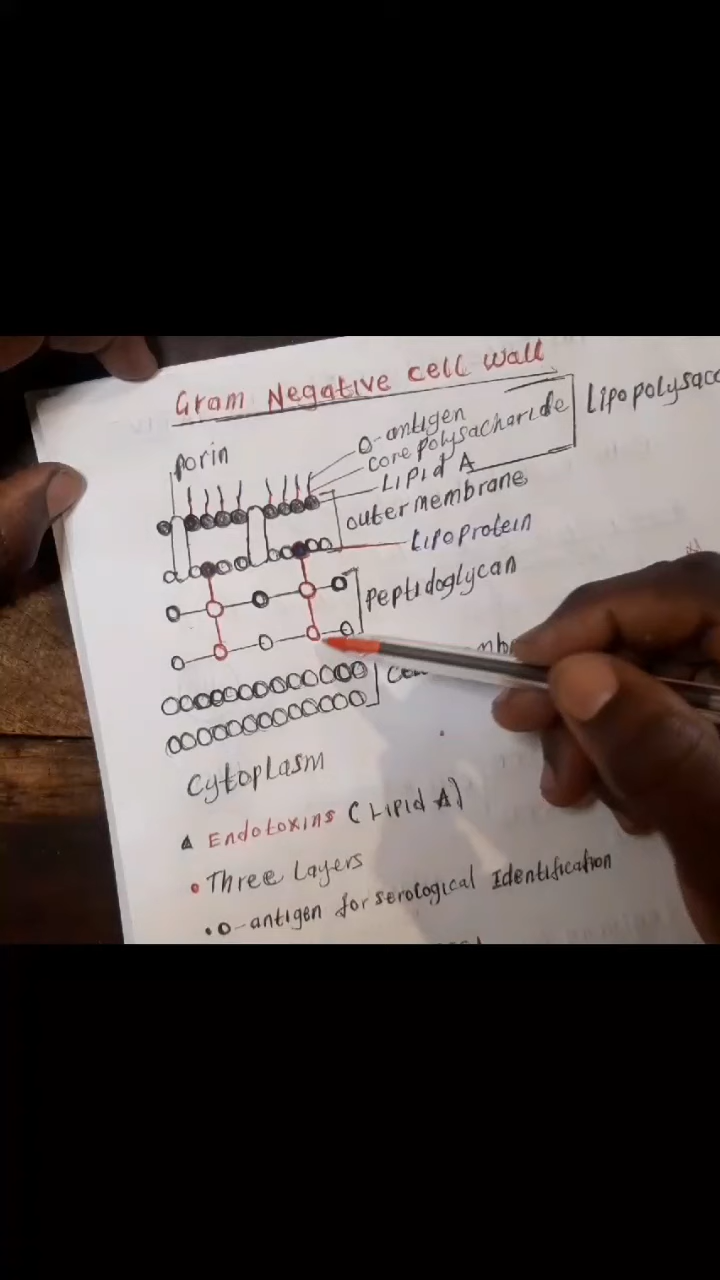 Gram Negative cell wall
porin
O-antigen
core polysacharide
Lipid A
outer membrane
Lipoprotein
Peptidoglycan
Cytoplasm
Endotoxins (Lipid A)
Three Layers
O-antigen for serological Identification